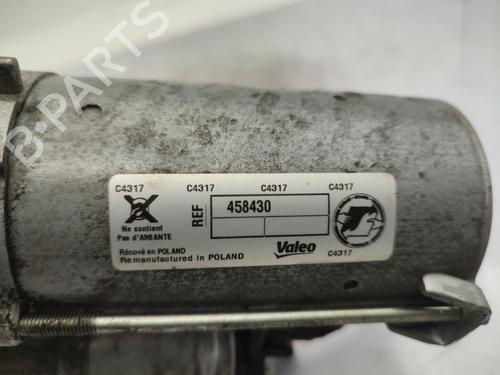 B-PARTS
C4317 C4317 C4317 C4317
Ne contient
Pas d'AMIANTE
REF
458430
Rénové en POLAND
Remanufactured in POLAND
Valeo
C4317